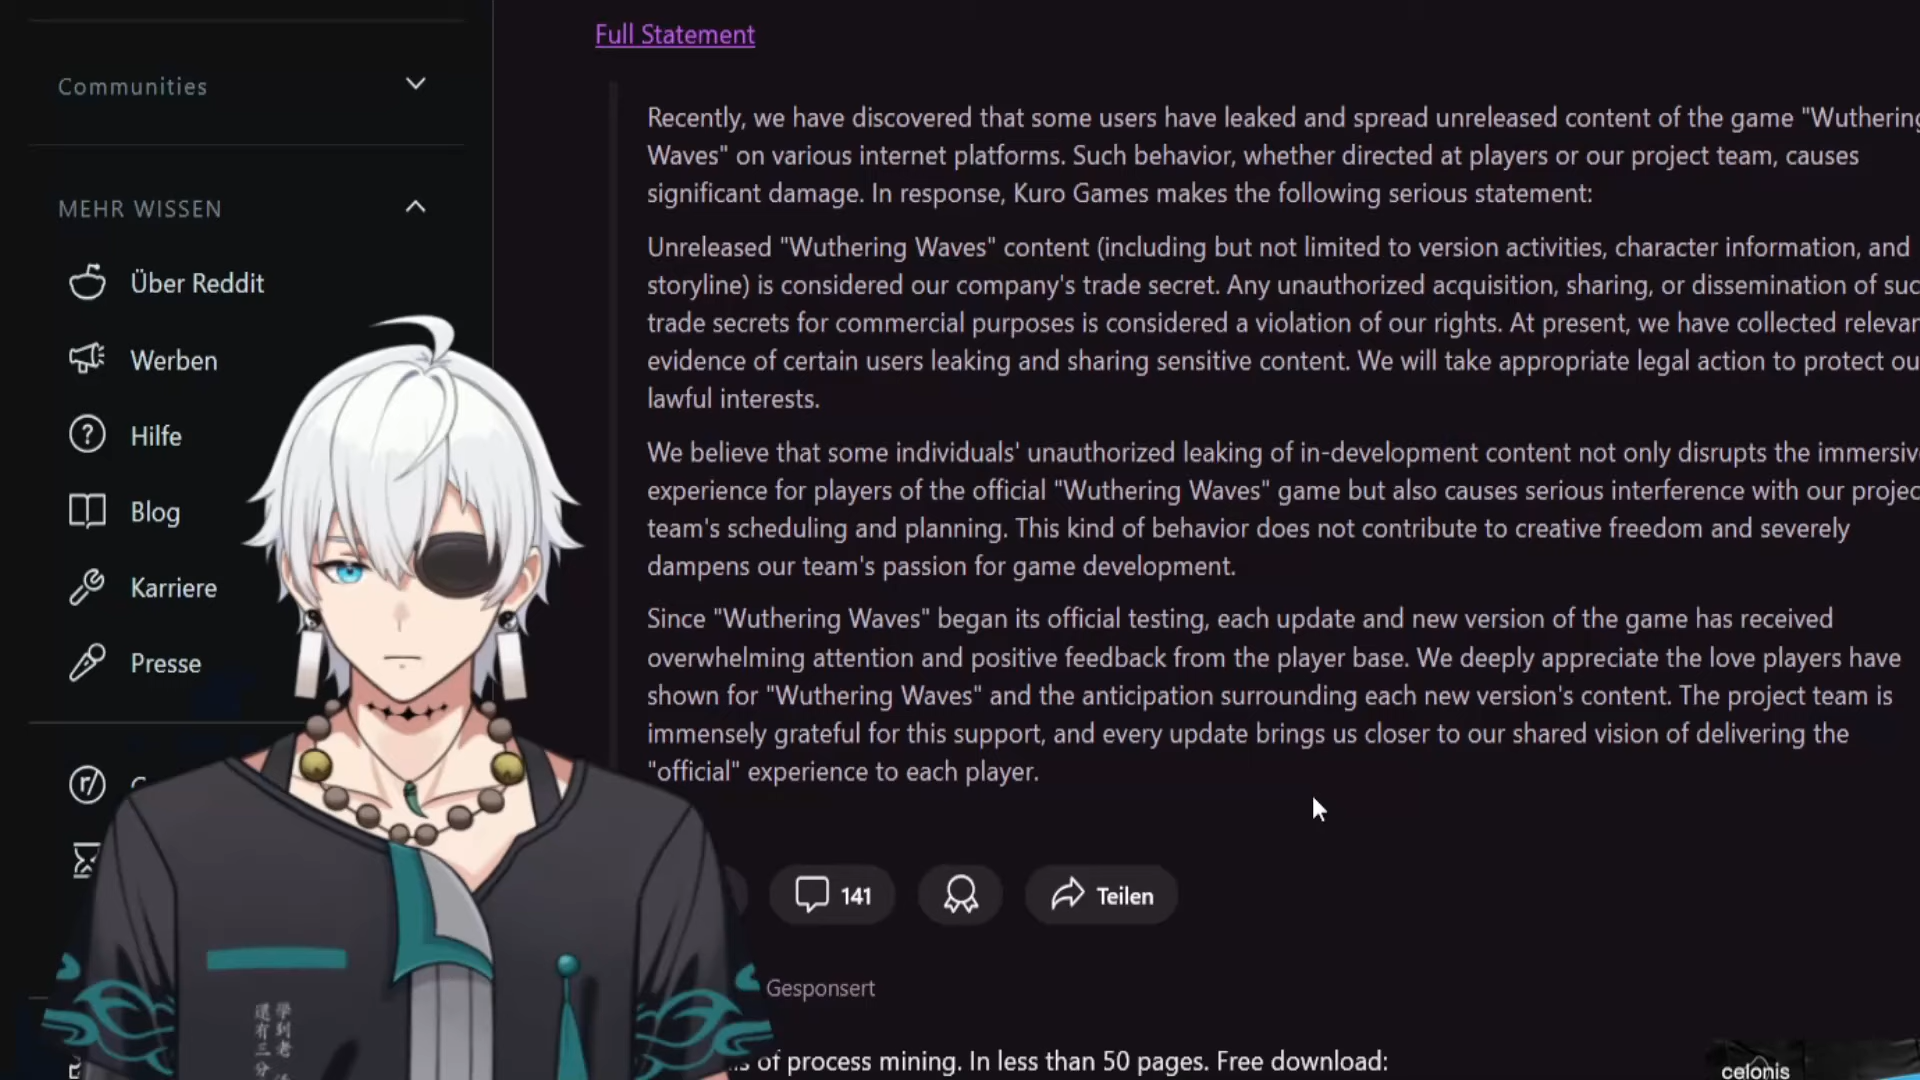 Full Statement
Communities
Recently, we have discovered that some users have leaked and spread unreleased content of the game "Wuthering
Waves" on various internet platforms. Such behavior, whether directed at players or our project team, causes
significant damage. In response, Kuro Games makes the following serious statement:
MEHR WISSEN
Über Reddit
Werben
Hilfe
Blog
Karriere
Presse
Unreleased "Wuthering Waves" content (including but not limited to version activities, character information, and
storyline) is considered our company's trade secret. Any unauthorized acquisition, sharing, or dissemination of suc
trade secrets for commercial purposes is considered a violation of our rights. At present, we have collected relevan
evidence of certain users leaking and sharing sensitive content. We will take appropriate legal action to protect ou
lawful interests.
We believe that some individuals' unauthorized leaking of in-development content not only disrupts the immersive
experience for players of the official "Wuthering Waves" game but also causes serious interference with our projec
team's scheduling and planning. This kind of behavior does not contribute to creative freedom and severely
dampens our team's passion for game development.
Since "Wuthering Waves" began its official testing, each update and new version of the game has received
overwhelming attention and positive feedback from the player base. We deeply appreciate the love players have
shown for "Wuthering Waves" and the anticipation surrounding each new version's content. The project team is
immensely grateful for this support, and every update brings us closer to our shared vision of delivering the
"official" experience to each player.
141
Teilen
Gesponsert
of process mining. In less than 50 pages. Free download:
celonis
學到老
還有三分